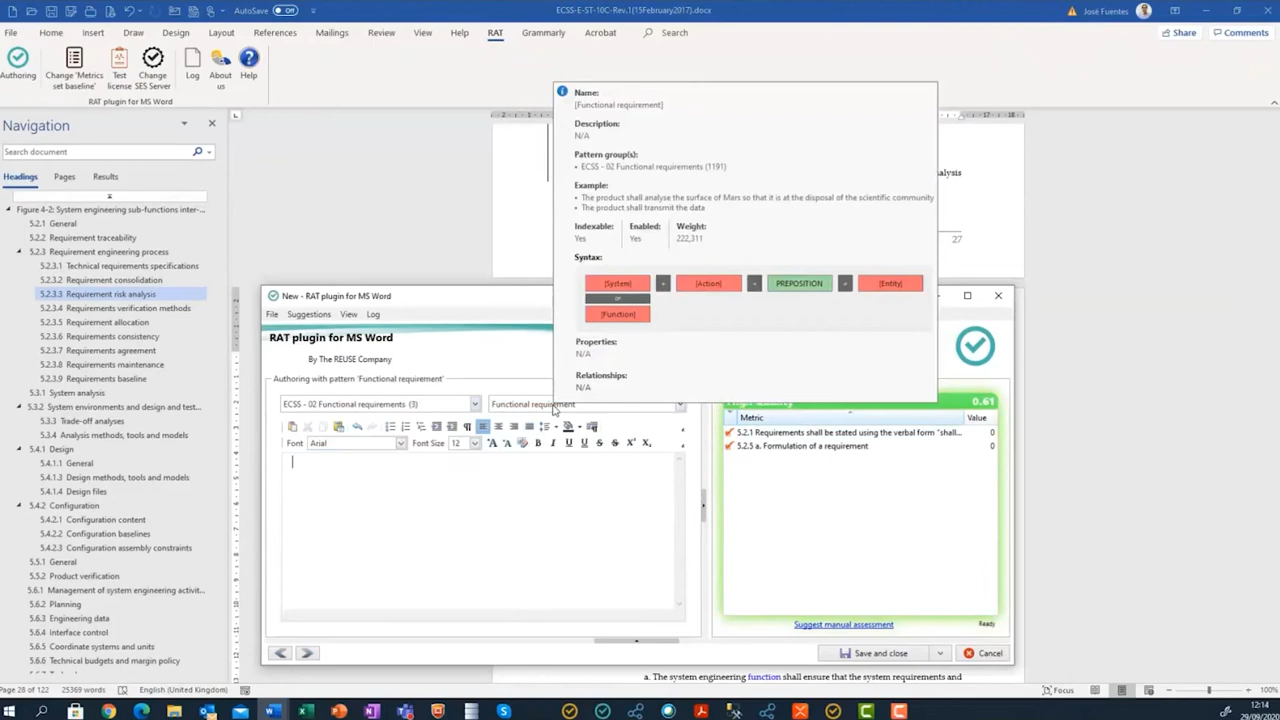 AutoSave Off
ECSS-E-ST-10C-Rev.1(15February2017).docx
José Fuentes
File Home Insert Draw Design Layout References Mailings Review View Help RAT Grammarly Acrobat Search
Share Comments
Authoring
Change 'Metrics set baseline'
Test license
Change SES Server
Log
About us
Help
RAT plugin for MS Word
Navigation
Search document
Headings Pages Results
Figure 4-2: System engineering sub-functions inter-...
5.2.1 General
5.2.2 Requirement traceability
5.2.3 Requirement engineering process
5.2.3.1 Technical requirements specifications
5.2.3.2 Requirement consolidation
5.2.3.3 Requirement risk analysis
5.2.3.4 Requirements verification methods
5.2.3.5 Requirement allocation
5.2.3.6 Requirements consistency
5.2.3.7 Requirements agreement
5.2.3.8 Requirements maintenance
5.2.3.9 Requirements baseline
5.3.1 System analysis
5.3.2 System environments and design and test...
5.3.3 Trade-off analyses
5.3.4 Analysis methods, tools and models
5.4.1 Design
5.4.1.1 General
5.4.1.3 Design methods, tools and models
5.4.1.4 Design files
5.4.2 Configuration
5.4.2.1 Configuration content
5.4.2.2 Configuration baselines
5.4.2.3 Configuration assembly constraints
5.5.1 General
5.5.2 Product verification
5.6.1 Management of system engineering activit...
5.6.2 Planning
5.6.3 Engineering data
5.6.4 Interface control
5.6.5 Coordinate systems and units
5.6.6 Technical budgets and margin policy
alysis
27
Name:
[Functional requirement]
Description:
N/A
Pattern group(s):
• ECSS - 02 Functional requirements (1191)
Example:
• The product shall analyse the surface of Mars so that it is at the disposal of the scientific community
• The product shall transmit the data
Indexable: Enabled: Weight:
Yes Yes 222,311
Syntax:
[System] [Action] PREPOSITION [Entity]
OR
[Function]
Properties:
N/A
Relationships:
N/A
New - RAT plugin for MS Word
File Suggestions View Log
RAT plugin for MS Word
By The REUSE Company
Authoring with pattern 'Functional requirement'
ECSS - 02 Functional requirements (3)
Functional requirement
Font Arial Font Size 12
0.61
Metric Value
5.2.1 Requirements shall be stated using the verbal form "shall... 0
5.2.5 a. Formulation of a requirement 0
Suggest manual assessment
Ready
Save and close
Cancel
a. The system engineering function shall ensure that the system requirements and
Page 28 of 122 25369 words English (United Kingdom)
Focus
100%
12:14
29/09/2020